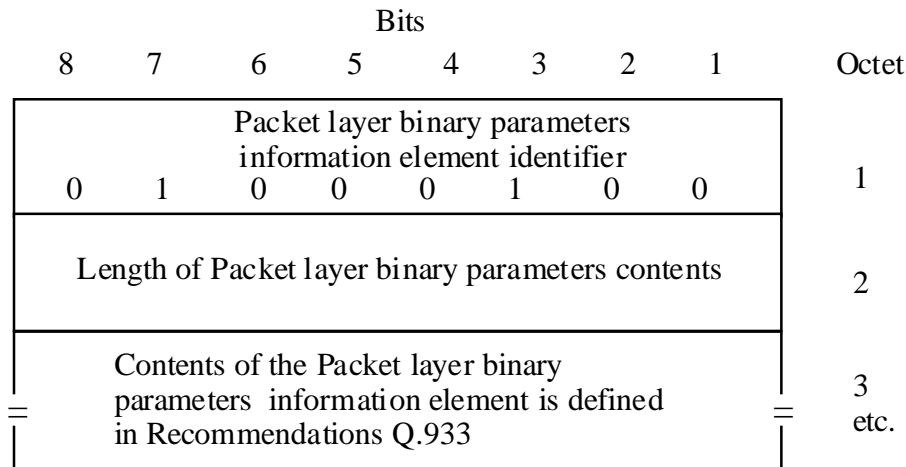 Bits
8 7 6 5 4 3 2 1 Octet
Packet layer binary parameters
information element identifier
0 1 0 0 0 1 0 0 1
Length of Packet layer binary parameters contents
2
Contents of the Packet layer binary
parameters information element is defined
in Recommendations Q.933
3
etc.